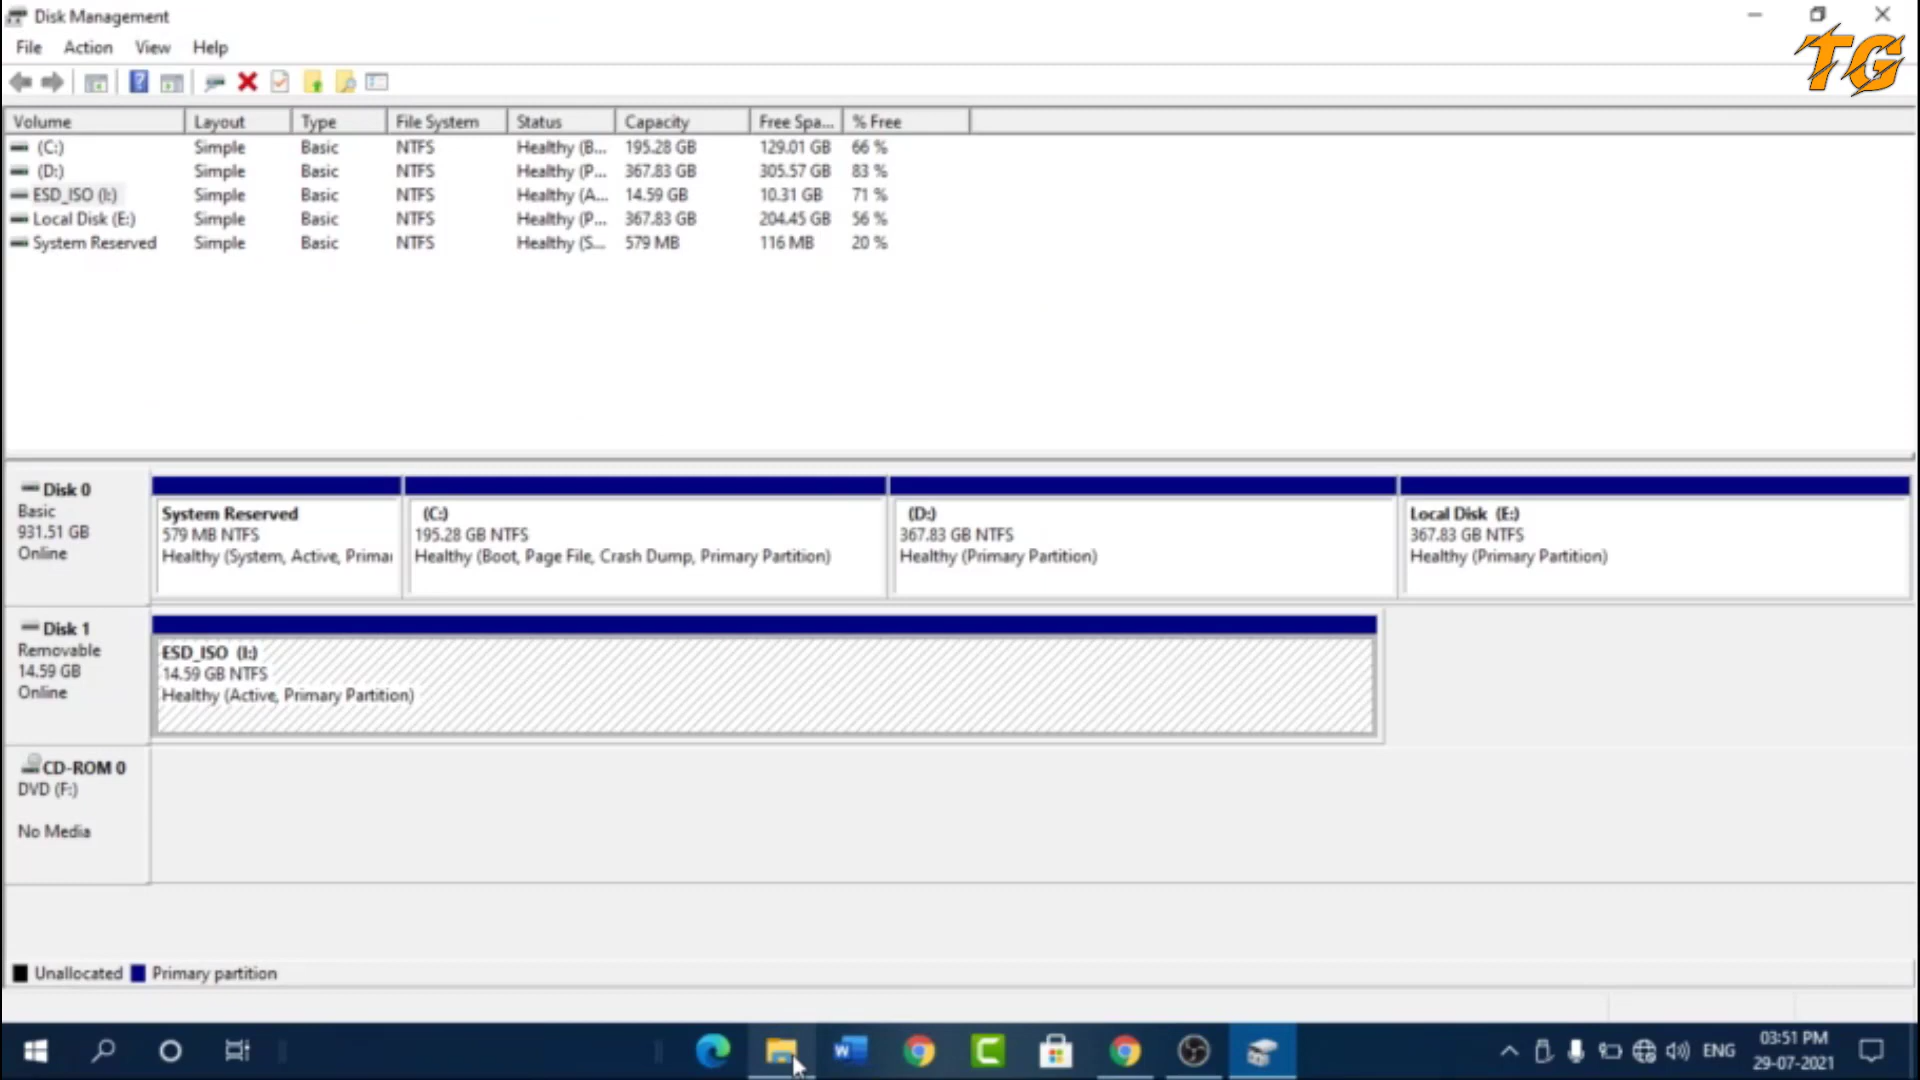 Disk Management
File Action View Help
TG
Volume Layout Type File System Status Capacity Free Spa... % Free
(C:) Simple Basic NTFS Healthy (B... 195.28 GB 129.01 GB 66 %
(D:) Simple Basic NTFS Healthy (P... 367.83 GB 305.57 GB 83 %
ESD_ISO (I:) Simple Basic NTFS Healthy (A... 14.59 GB 10.31 GB 71 %
Local Disk (E:) Simple Basic NTFS Healthy (P... 367.83 GB 204.45 GB 56 %
System Reserved Simple Basic NTFS Healthy (S... 579 MB 116 MB 20 %
Disk 0
Basic
931.51 GB
Online
System Reserved
579 MB NTFS
Healthy (System, Active, Primar
(C:)
195.28 GB NTFS
Healthy (Boot, Page File, Crash Dump, Primary Partition)
(D:)
367.83 GB NTFS
Healthy (Primary Partition)
Local Disk (E:)
367.83 GB NTFS
Healthy (Primary Partition)
Disk 1
Removable
14.59 GB
Online
ESD_ISO (I:)
14.59 GB NTFS
Healthy (Active, Primary Partition)
CD-ROM 0
DVD (F:)
No Media
Unallocated Primary partition
ENG
03:51 PM
29-07-2021